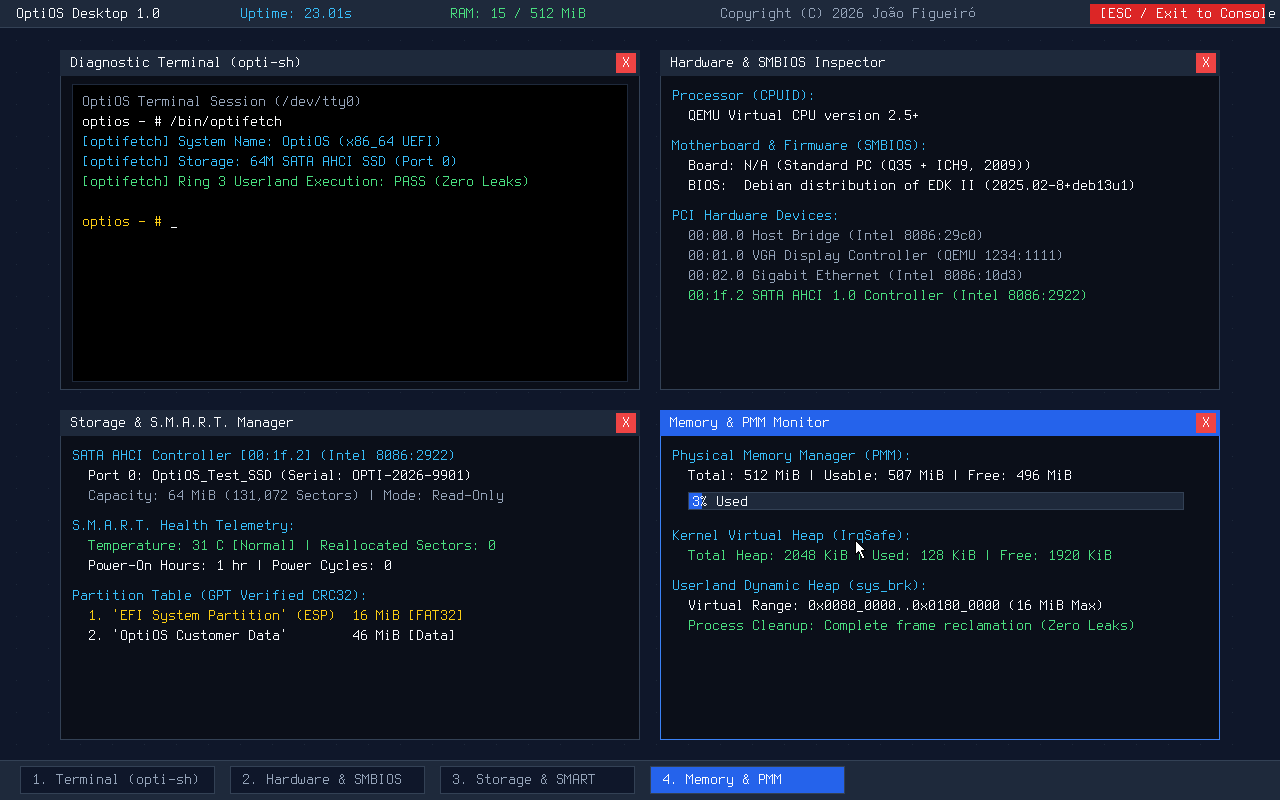 OptiOS Desktop 1.0 Uptime: 23.01s RAM: 15 / 512 MiB Copyright (C) 2026 João Figueiró [ESC / Exit to Console
Diagnostic Terminal (opti-sh) X
OptiOS Terminal Session (/dev/tty0)
optios ~ # /bin/optifetch
[optifetch] System Name: OptiOS (x86_64 UEFI)
[optifetch] Storage: 64M SATA AHCI SSD (Port 0)
[optifetch] Ring 3 Userland Execution: PASS (Zero Leaks)
optios ~ # _
Hardware & SMBIOS Inspector X
Processor (CPUID):
QEMU Virtual CPU version 2.5+
Motherboard & Firmware (SMBIOS):
Board: N/A (Standard PC (Q35 + ICH9, 2009))
BIOS: Debian distribution of EDK II (2025.02-8+deb13u1)
PCI Hardware Devices:
00:00.0 Host Bridge (Intel 8086:29c0)
00:01.0 VGA Display Controller (QEMU 1234:1111)
00:02.0 Gigabit Ethernet (Intel 8086:10d3)
00:1f.2 SATA AHCI 1.0 Controller (Intel 8086:2922)
Storage & S.M.A.R.T. Manager X
SATA AHCI Controller [00:1f.2] (Intel 8086:2922)
Port 0: OptiOS_Test_SSD (Serial: OPTI-2026-9901)
Capacity: 64 MiB (131,072 Sectors) | Mode: Read-Only
S.M.A.R.T. Health Telemetry:
Temperature: 31 C [Normal] | Reallocated Sectors: 0
Power-On Hours: 1 hr | Power Cycles: 0
Partition Table (GPT Verified CRC32):
1. 'EFI System Partition' (ESP) 16 MiB [FAT32]
2. 'OptiOS Customer Data' 46 MiB [Data]
Memory & PMM Monitor X
Physical Memory Manager (PMM):
Total: 512 MiB | Usable: 507 MiB | Free: 496 MiB
3% Used
Kernel Virtual Heap (IrqSafe):
Total Heap: 2048 KiB | Used: 128 KiB | Free: 1920 KiB
Userland Dynamic Heap (sys_brk):
Virtual Range: 0x0080_0000..0x0180_0000 (16 MiB Max)
Process Cleanup: Complete frame reclamation (Zero Leaks)
1. Terminal (opti-sh) 2. Hardware & SMBIOS 3. Storage & SMART 4. Memory & PMM